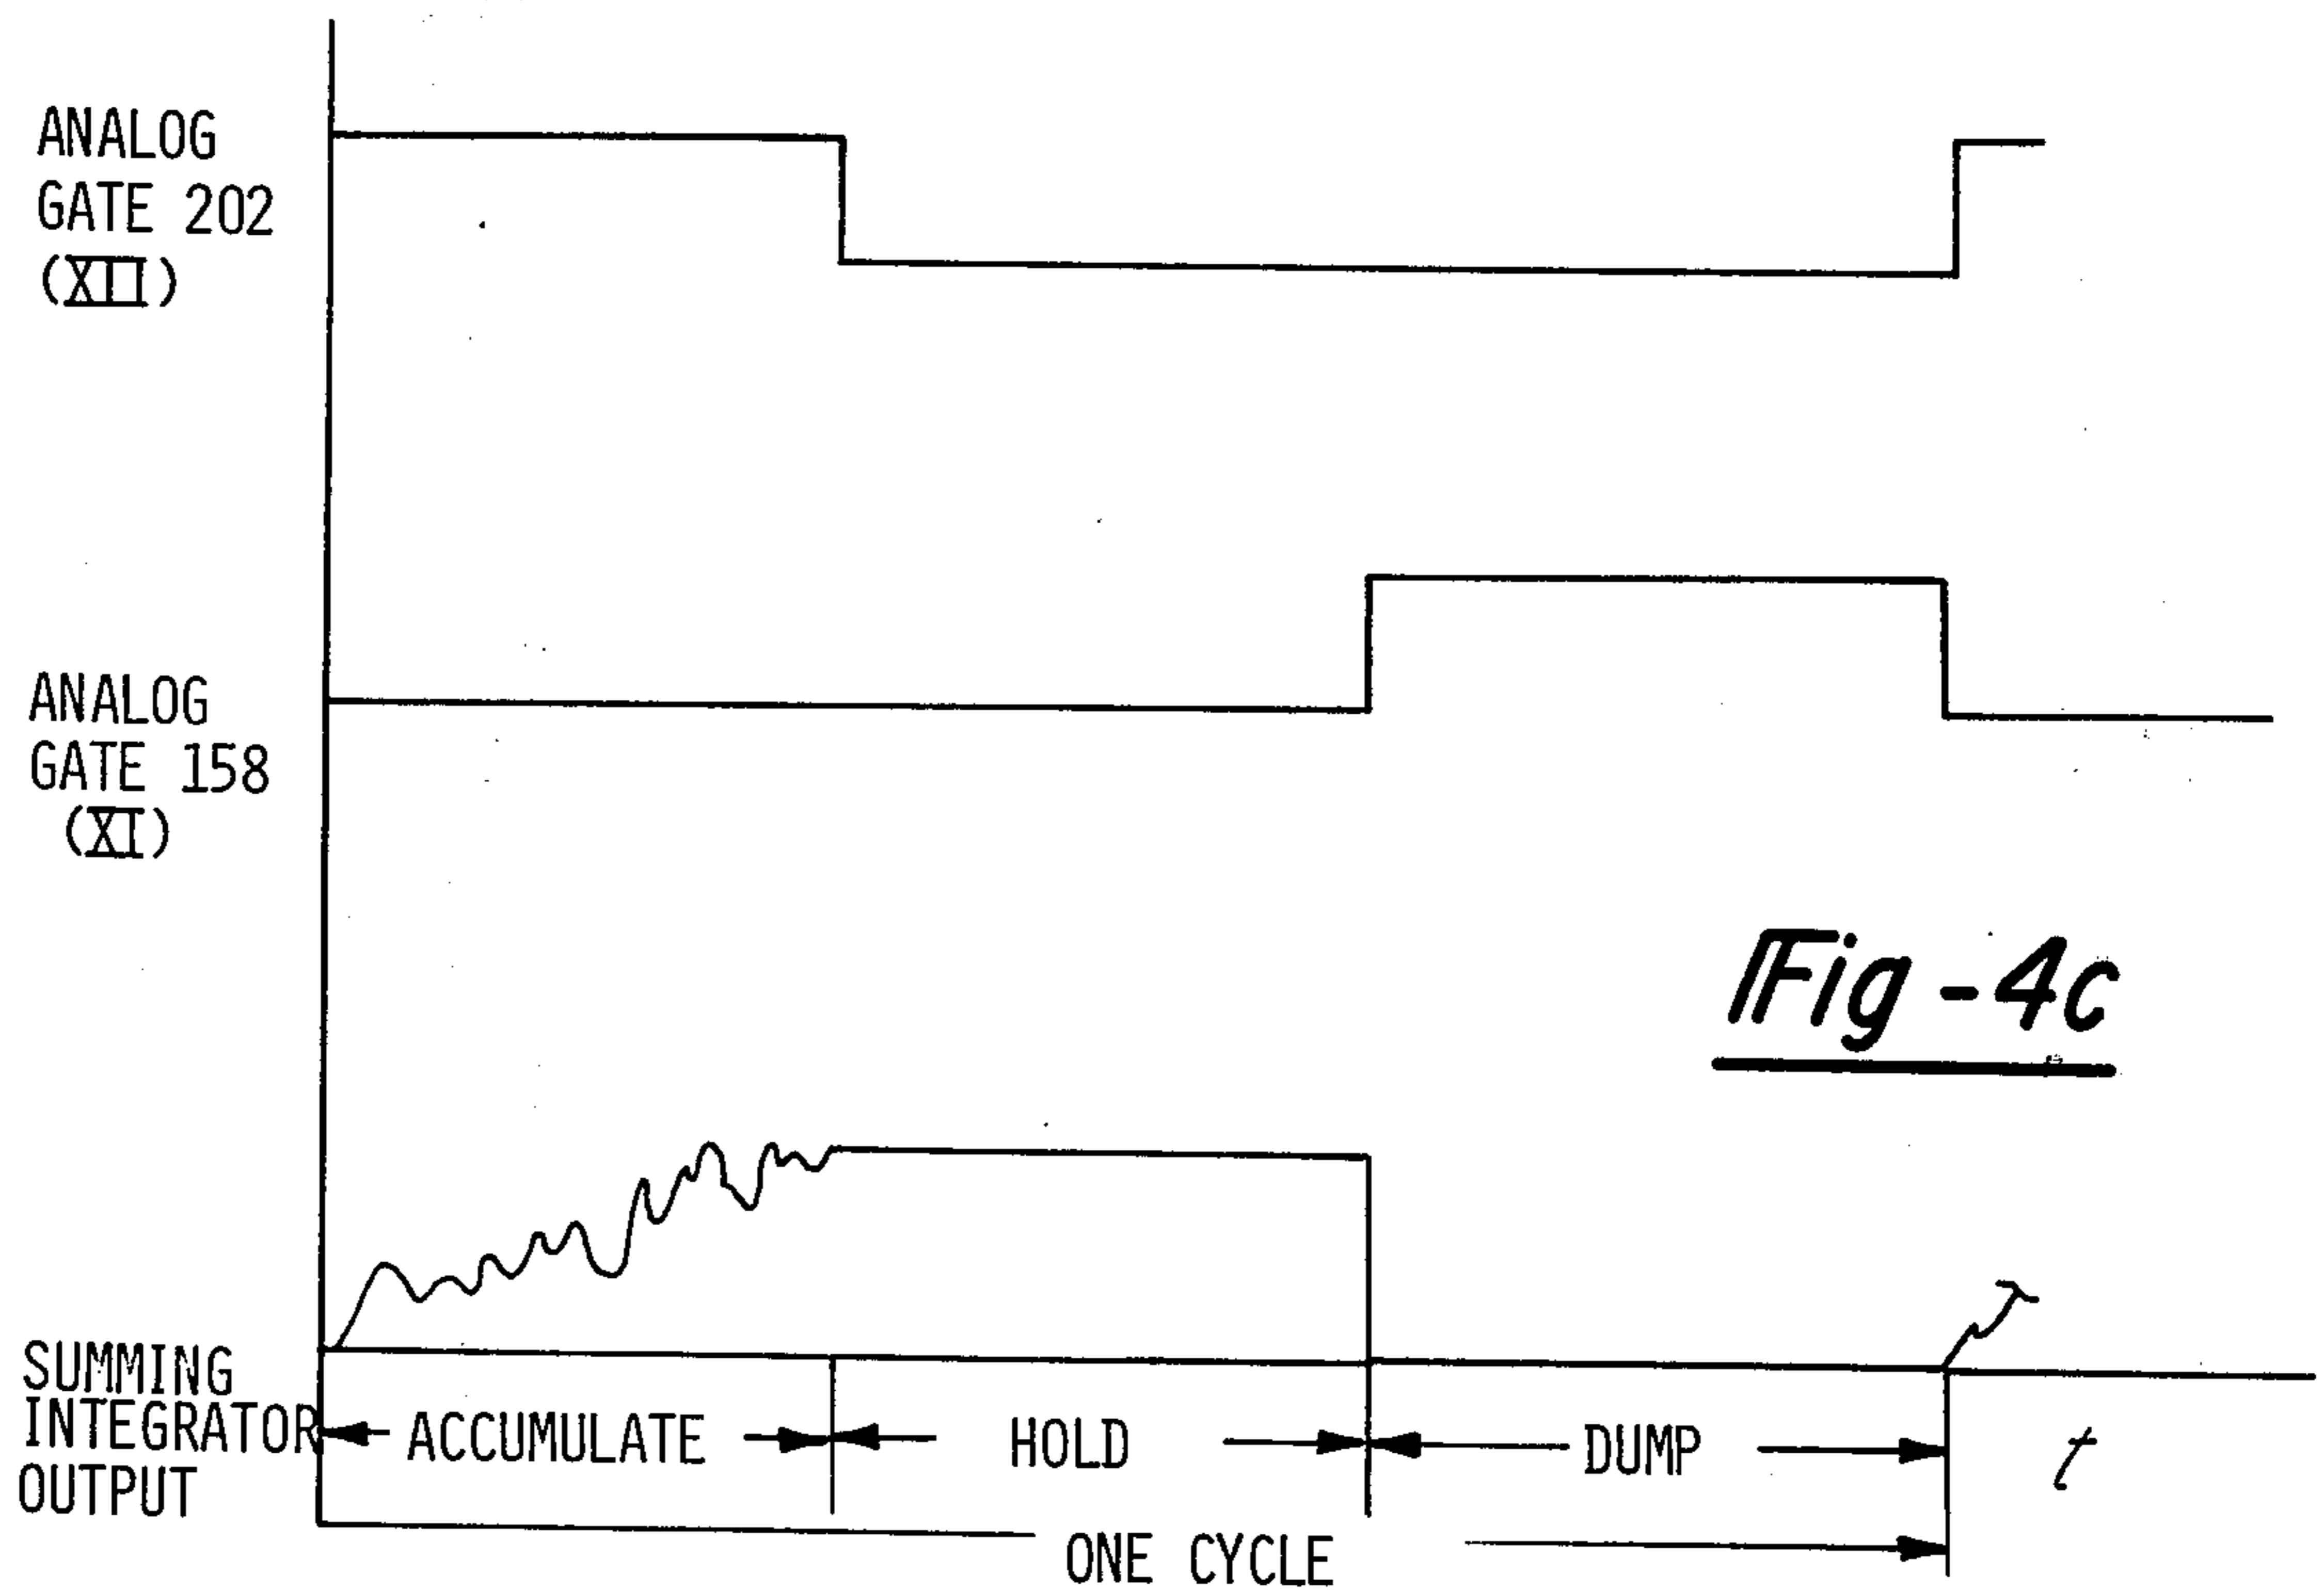 ANALOG
GATE 202
(XII)
ANALOG
GATE 158
(XI)
Fig-4c
SUMMING
INTEGRATOR
OUTPUT
ACCUMULATE
HOLD
DUMP
t
ONE CYCLE